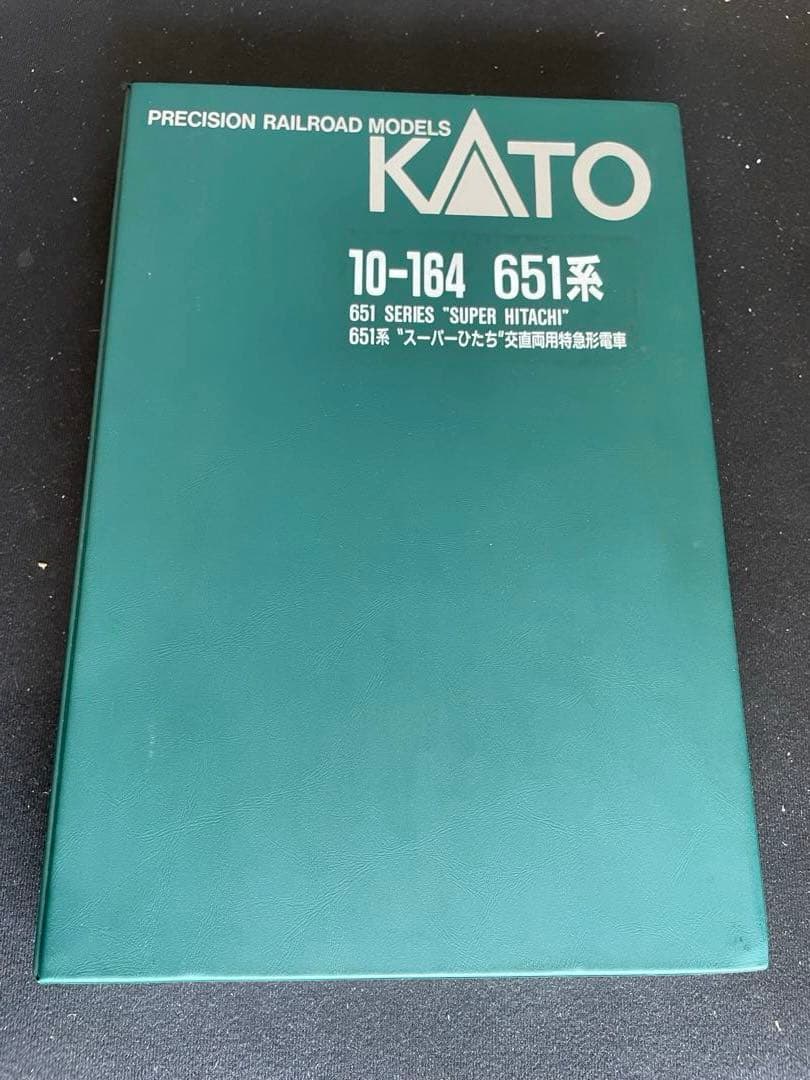 PRECISION RAILROAD MODELS
KATO
10-164 651系
651 SERIES "SUPER HITACHI"
651系 "スーパーひたち"交直両用特急形電車